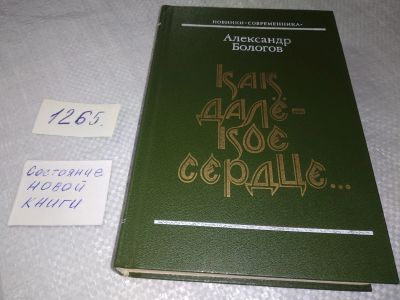 НОВИНКИ «СОВРЕМЕННИКА»
Александр
Бологов
Как
дале-
кое
сердце...
1265.
Состояние
новой
книги